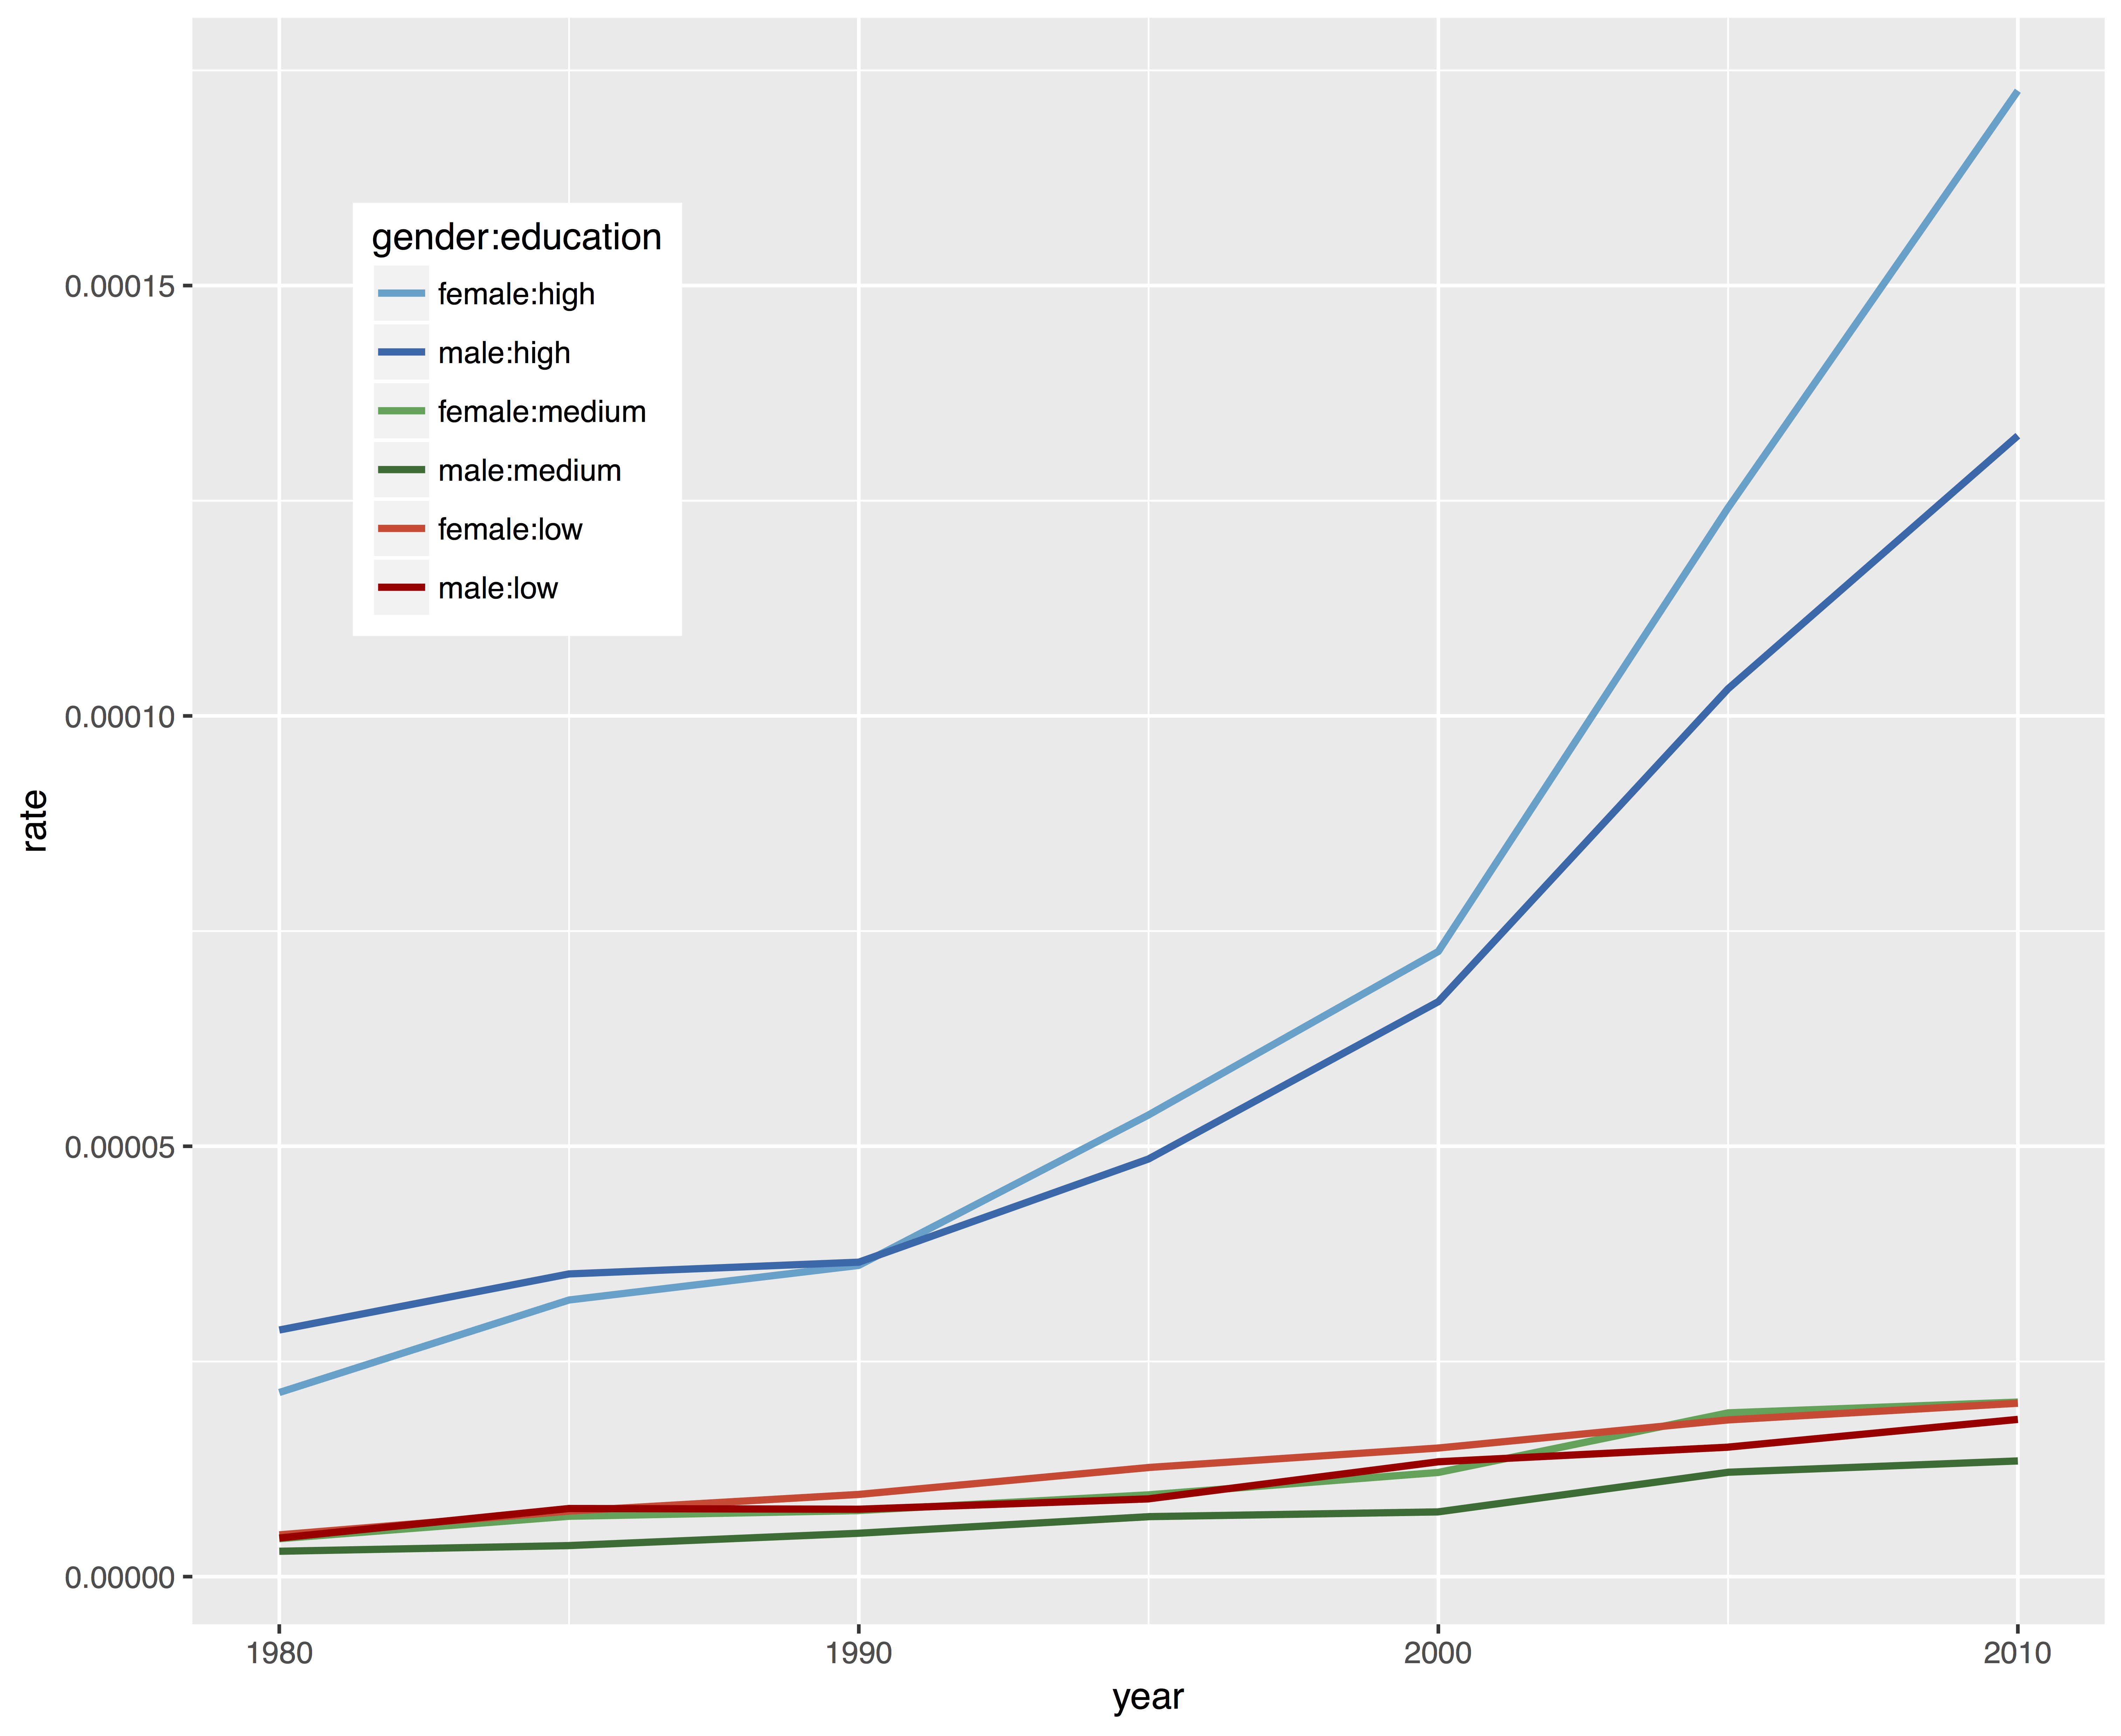 gender:education
female:high
male:high
female:medium
male:medium
female:low
male:low
0.00015
0.00010
0.00005
0.00000
rate
1980 1990 2000 2010
year